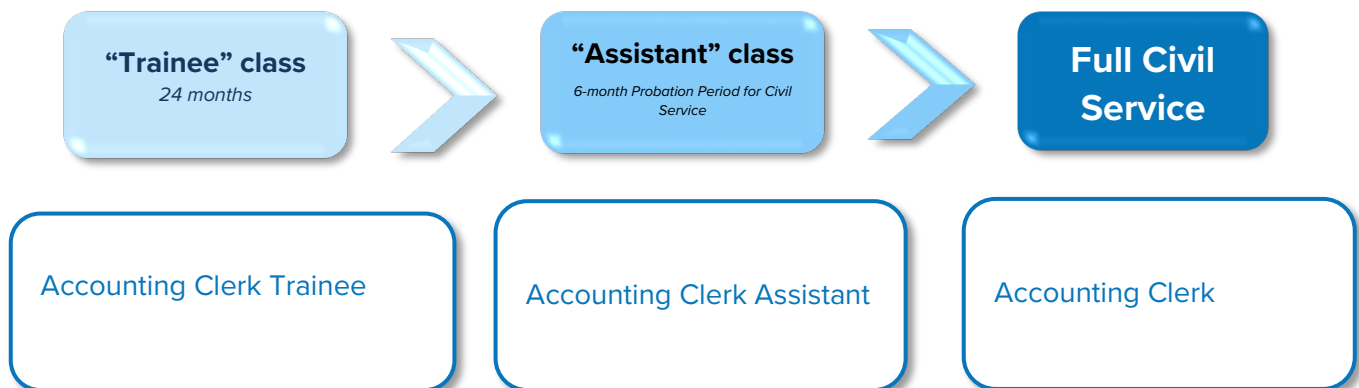 “Trainee” class
24 months
“Assistant” class
6-month Probation Period for Civil
Service
Full Civil
Service
Accounting Clerk Trainee
Accounting Clerk Assistant
Accounting Clerk